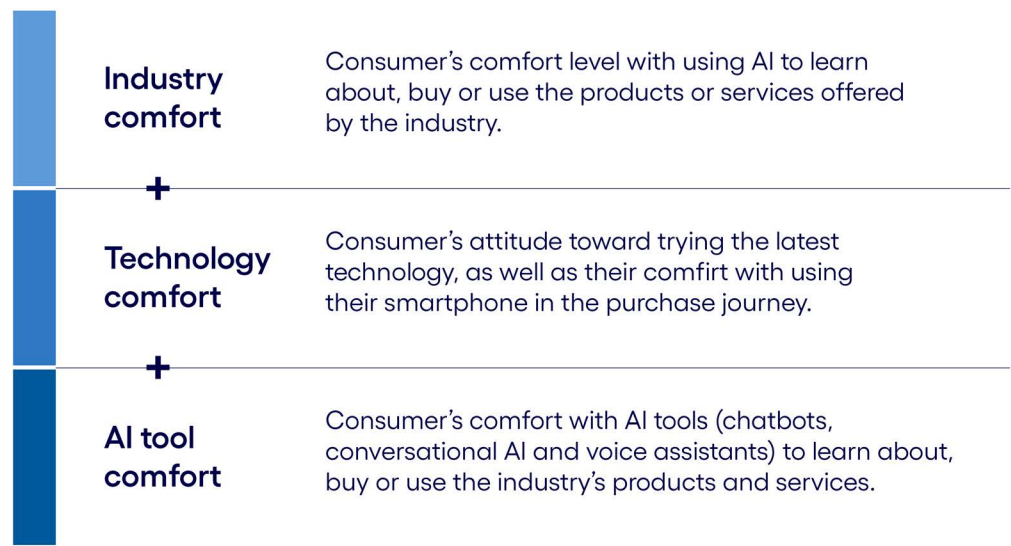 Industry
comfort
Consumer’s comfort level with using AI to learn
about, buy or use the products or services offered
by the industry.
+
Technology
comfort
Consumer’s attitude toward trying the latest
technology, as well as their comfirt with using
their smartphone in the purchase journey.
+
AI tool
comfort
Consumer’s comfort with AI tools (chatbots,
conversational AI and voice assistants) to learn about,
buy or use the industry’s products and services.